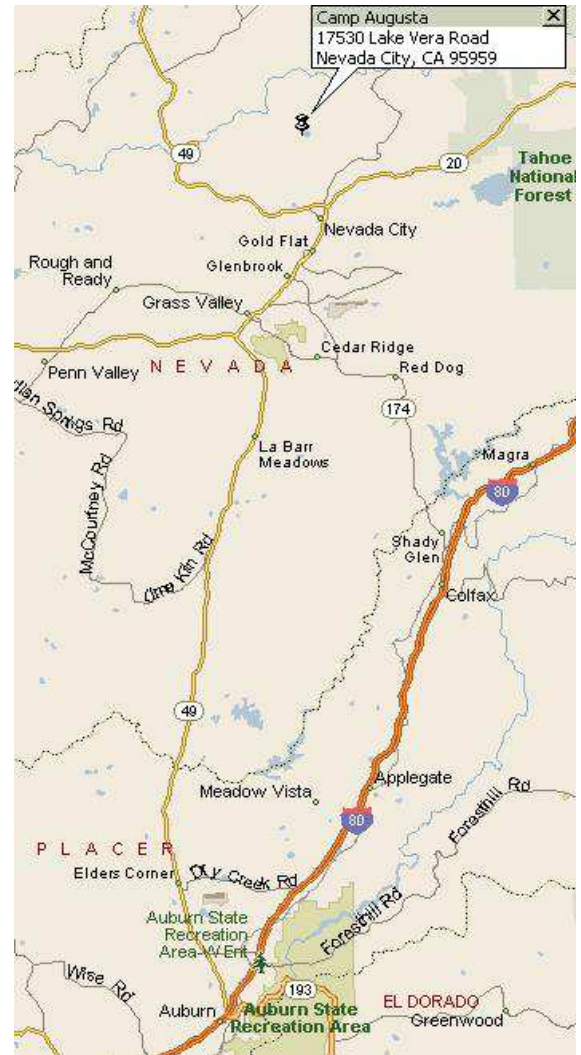 Camp Augusta
17530 Lake Vera Road
Nevada City, CA 95959
49
20
Tahoe
National
Forest
Nevada City
Gold Flat
Glenbrook
Rough and
Ready
Grass Valley
Cedar Ridge
Red Dog
Penn Valley
NEVADA
174
dian Springs Rd
La Barr
Meadows
Magra
80
McCourtney Rd
Lime Kiln Rd
Shady
Glen
Colfax
49
Meadow Vista
Applegate
80
Foresthill Rd
PLACER
Elders Corner
Dry Creek Rd
Auburn State
Recreation
Area-W Ent
Foresthill Rd
Wise Rd
193
Auburn
Auburn State
Recreation Area
EL DORADO
Greenwood